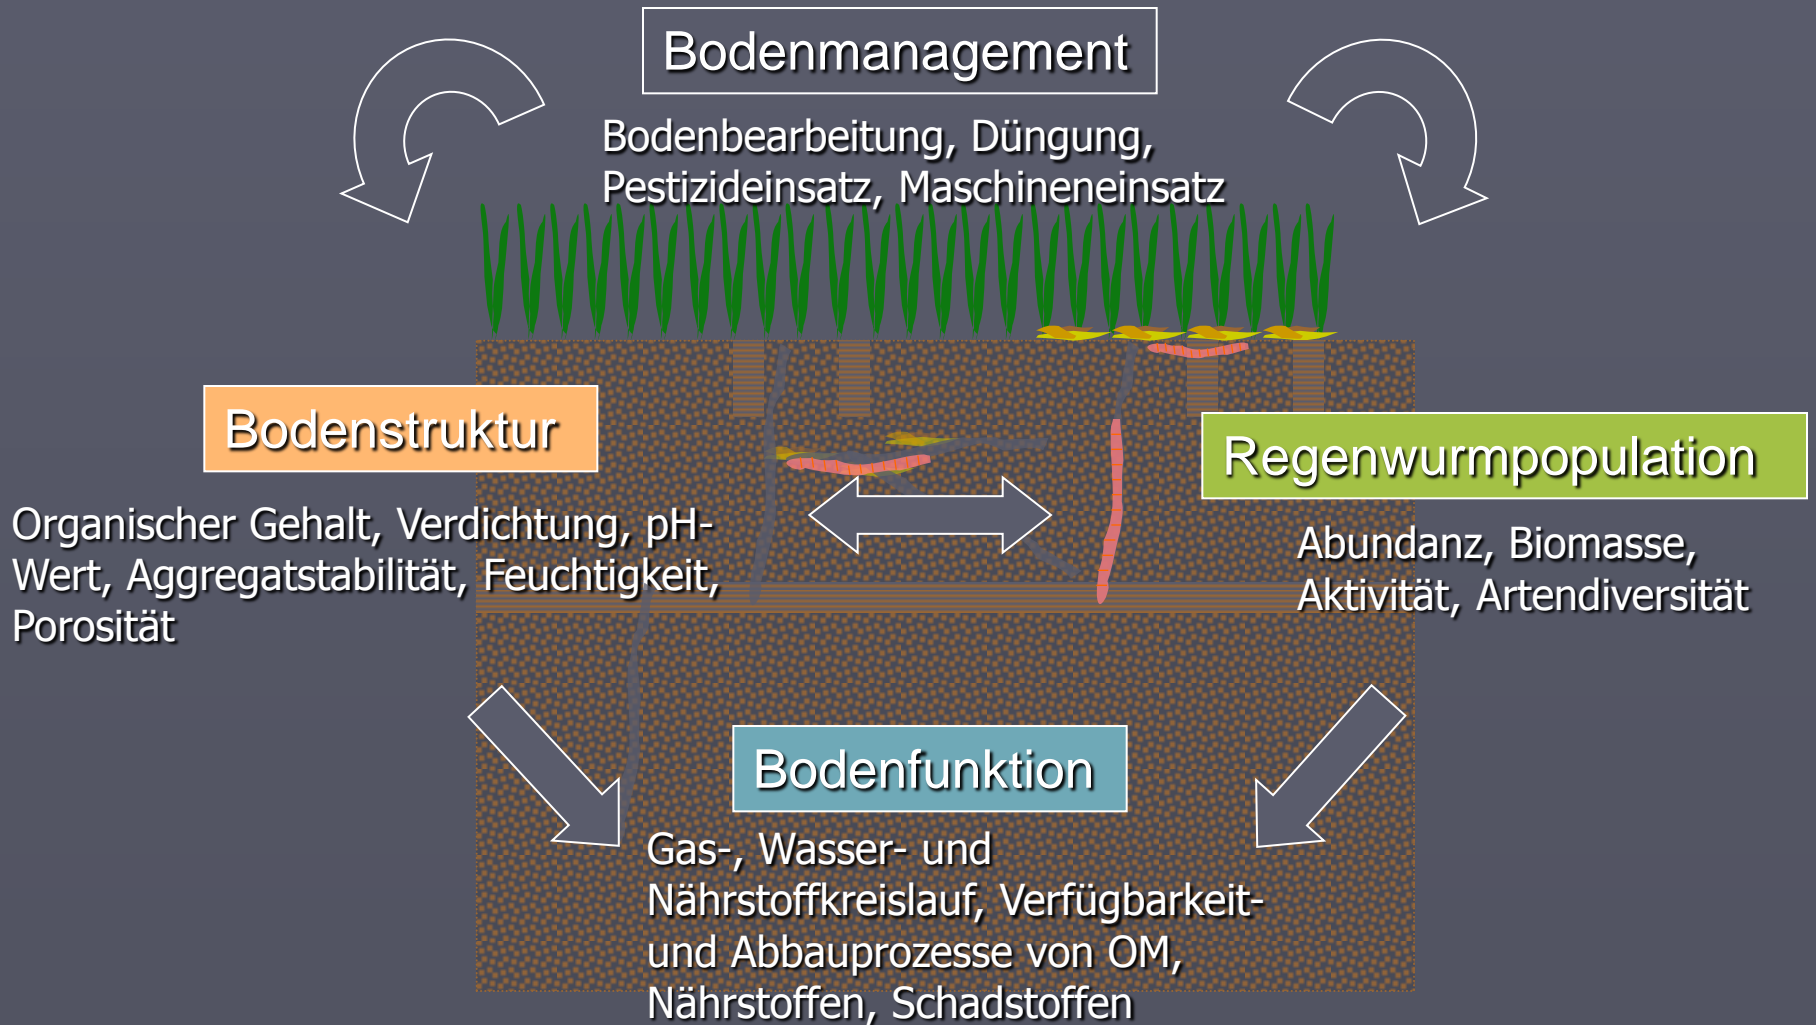 Bodenmanagement
Bodenbearbeitung, Düngung,
Pestizideinsatz, Maschineneinsatz
Bodenstruktur
Organischer Gehalt, Verdichtung, pH-
Wert, Aggregatstabilität, Feuchtigkeit,
Porosität
Regenwurmpopulation
Abundanz, Biomasse,
Aktivität, Artendiversität
Bodenfunktion
Gas-, Wasser- und
Nährstoffkreislauf, Verfügbarkeit-
und Abbauprozesse von OM,
Nährstoffen, Schadstoffen